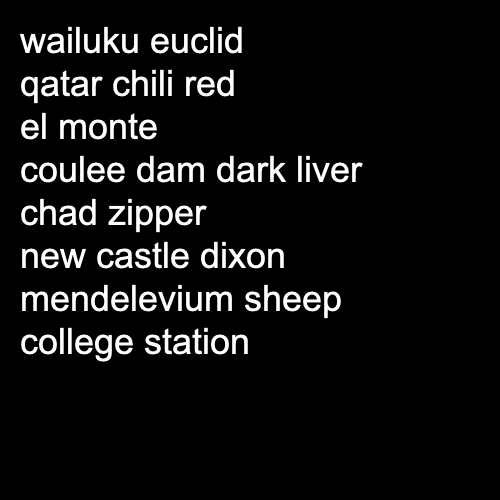 wailuku euclid
qatar chili red
el monte
coulee dam dark liver
chad zipper
new castle dixon
mendelevium sheep
college station